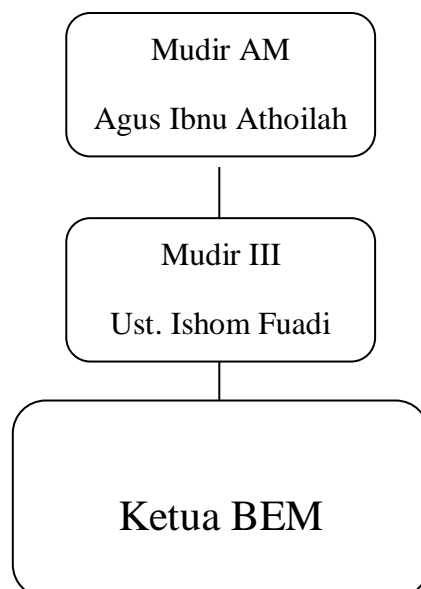 Mudir AM
Agus Ibnu Athoilah
Mudir III
Ust. Ishom Fuadi
Ketua BEM